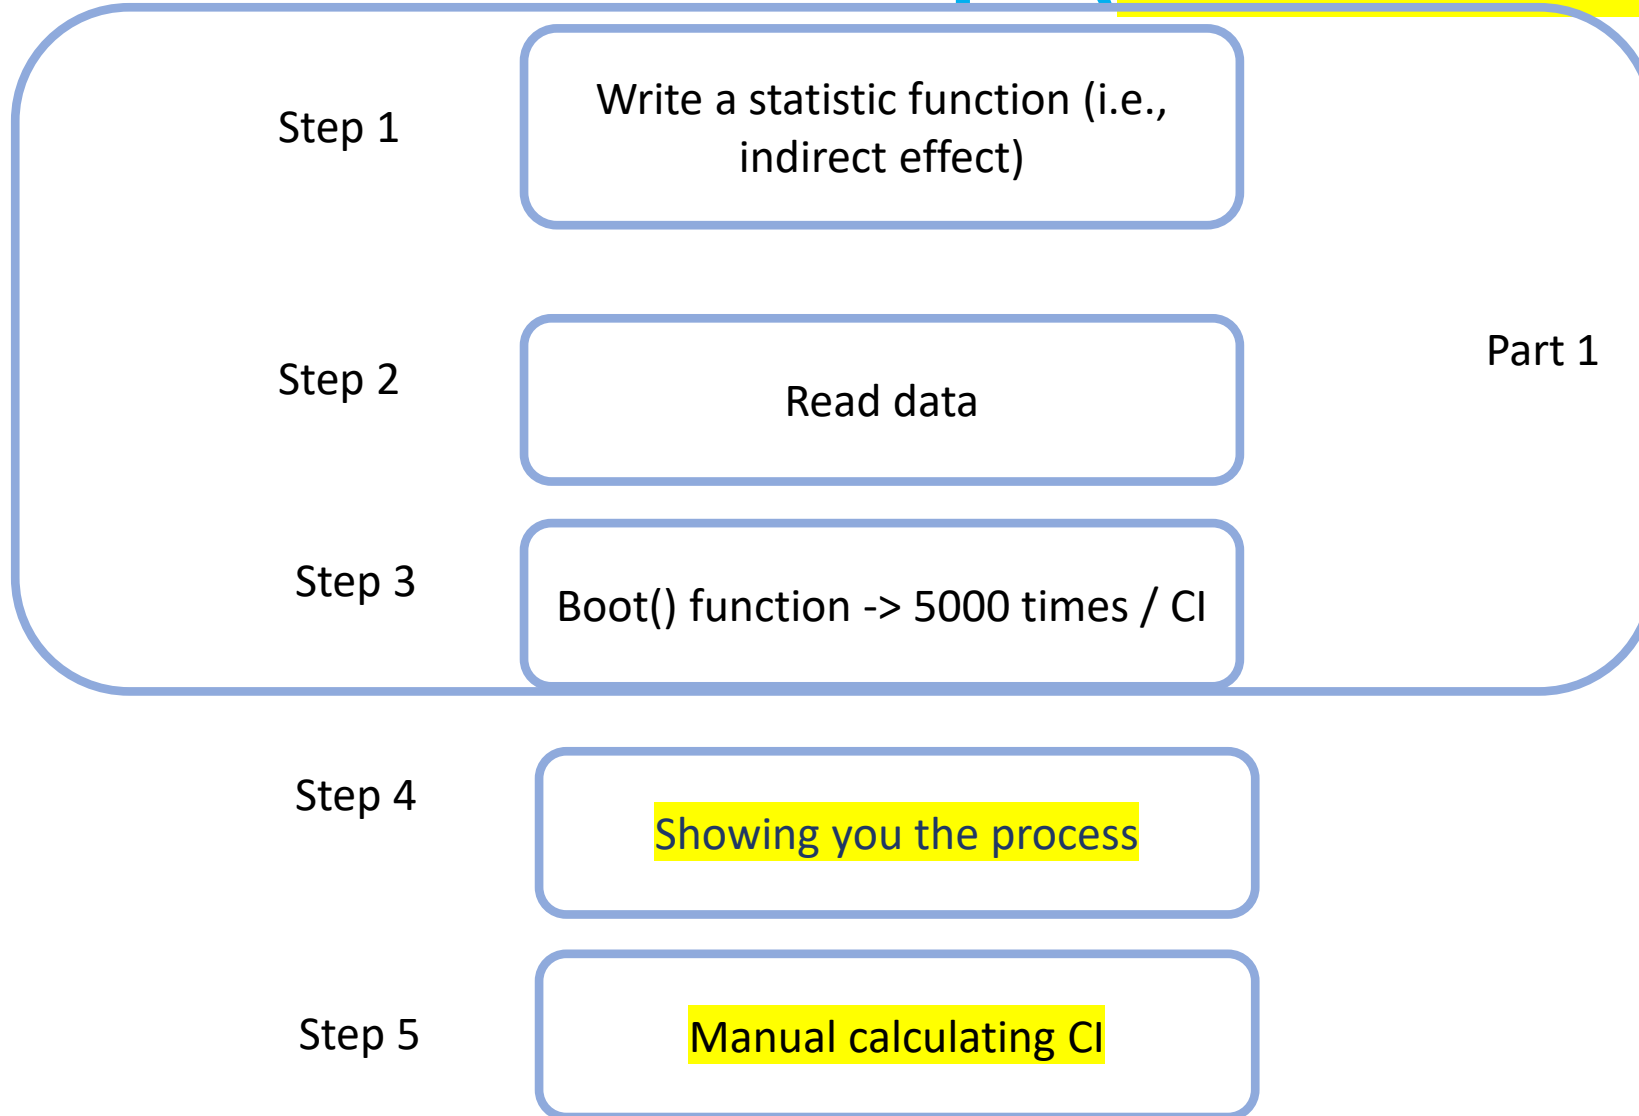 Step 1
Write a statistic function (i.e.,
indirect effect)
Step 2
Read data
Part 1
Step 3
Boot() function -> 5000 times / CI
Step 4
Showing you the process
Step 5
Manual calculating CI